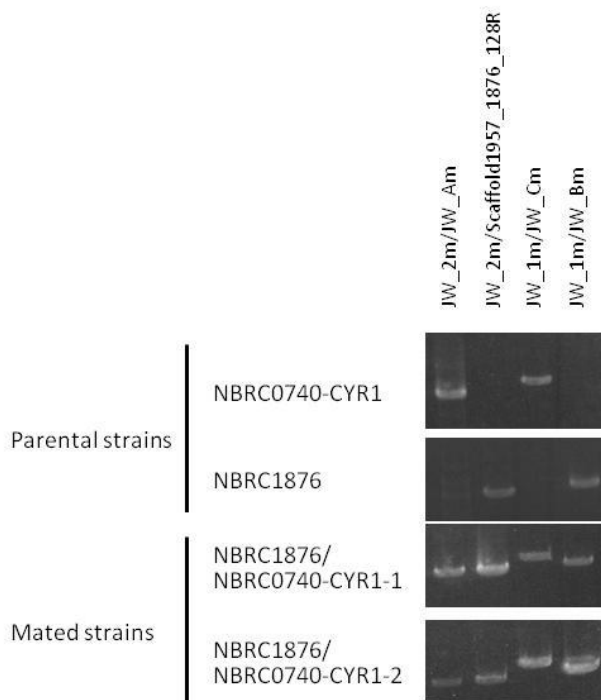 JW_2m/JW_Am
JW_2m/Scaffold1957_1876_128R
JW_1m/JW_Cm
JW_1m/JW_Bm
Parental strains
NBRC0740-CYR1
NBRC1876
Mated strains
NBRC1876/
NBRC0740-CYR1-1
NBRC1876/
NBRC0740-CYR1-2